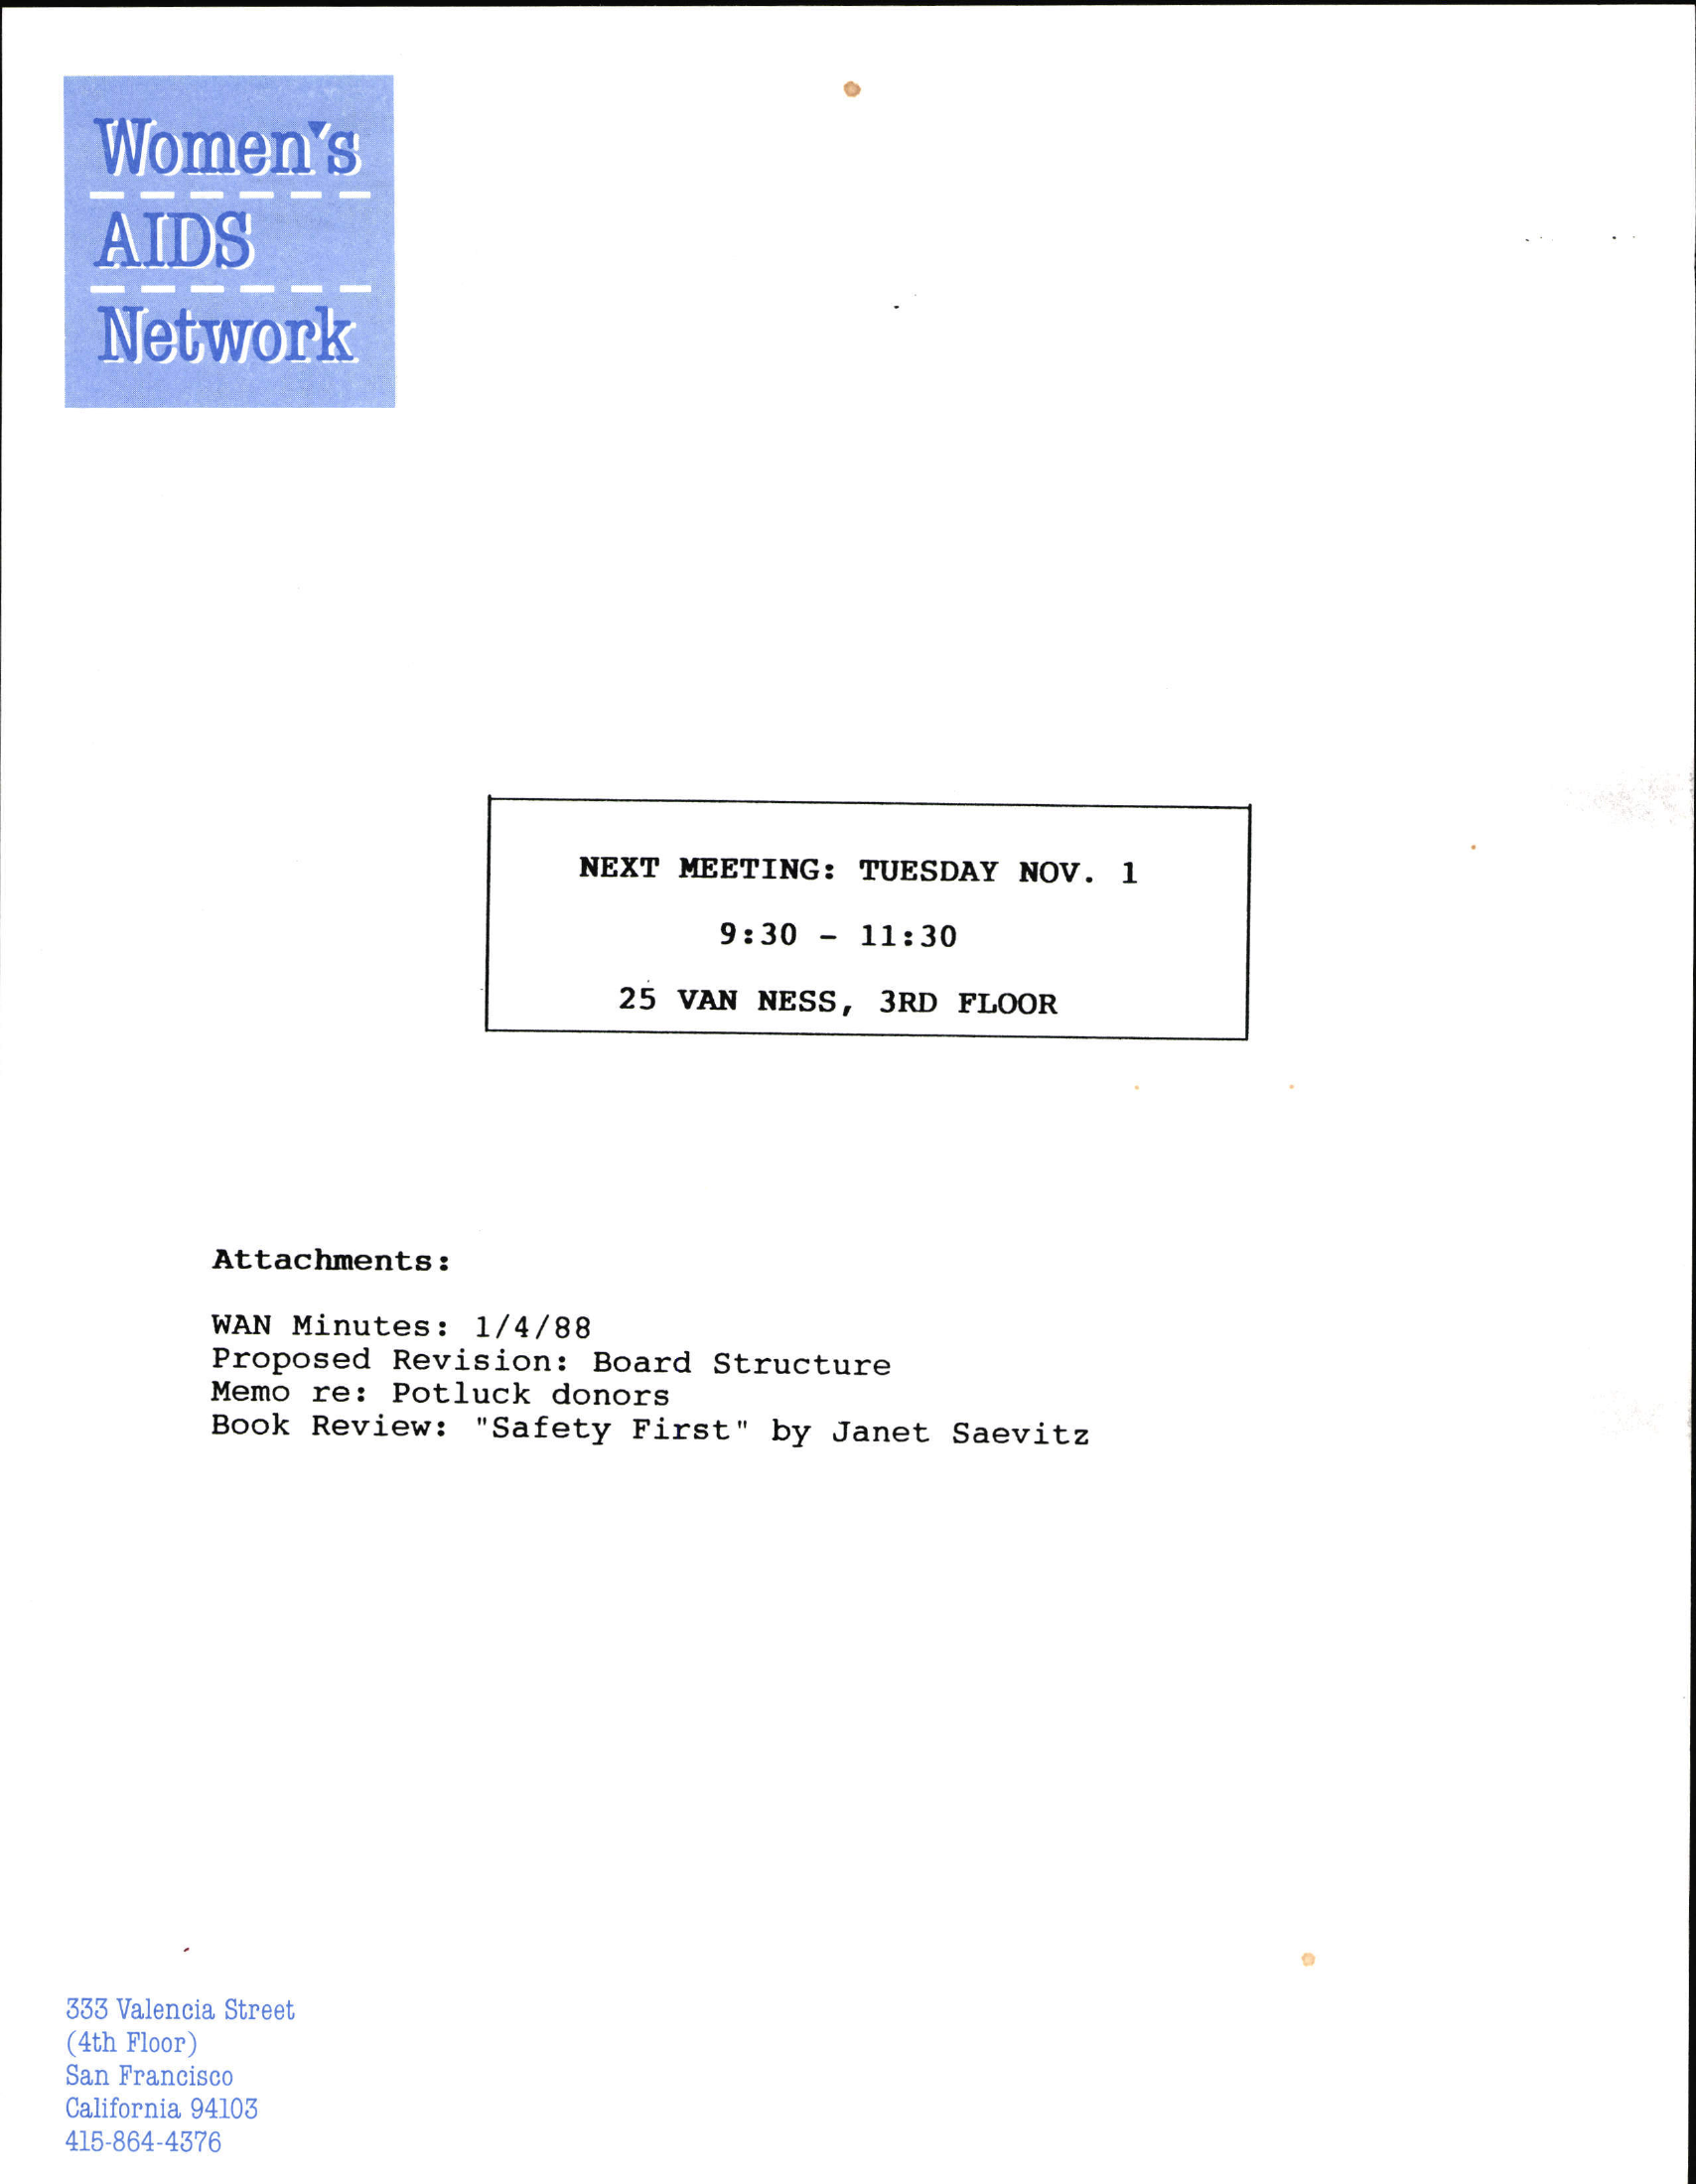 Women's
AIDS
Network
NEXT MEETING: TUESDAY NOV. 1
9:30 - 11:30
25 VAN NESS, 3RD FLOOR
Attachments:
WAN Minutes: 1/4/88
Proposed Revision: Board Structure
Memo re: Potluck donors
Book Review: "Safety First" by Janet Saevitz
333 Valencia Street
(4th Floor)
San Francisco
California 94103
415-864-4376